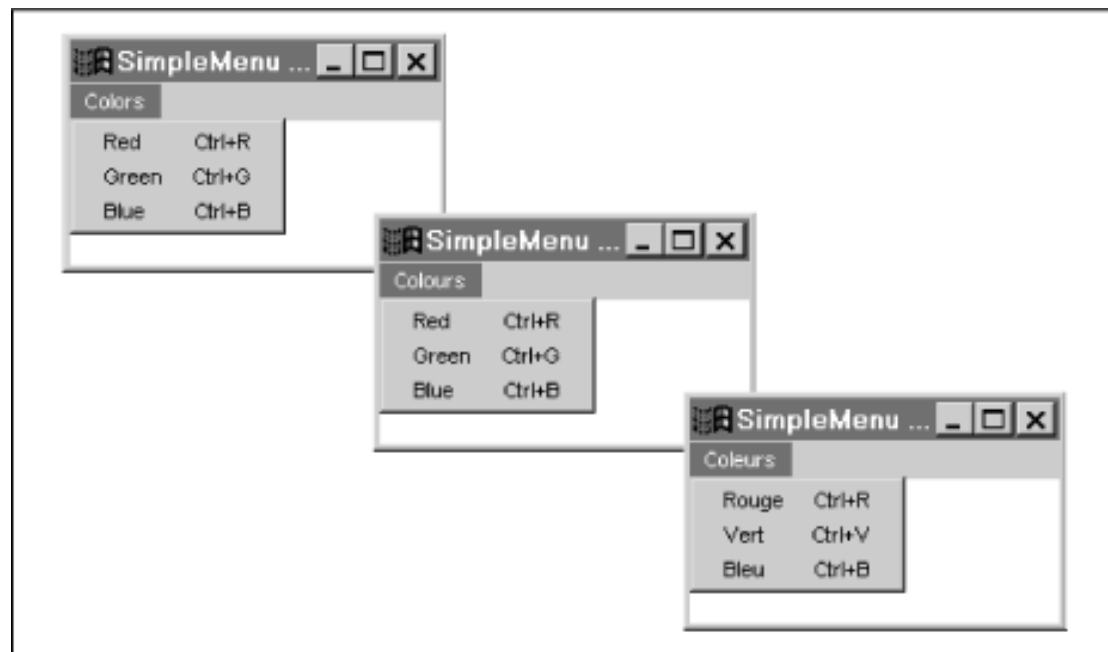 SimpleMenu ...
Colors
Red Ctrl+R
Green Ctrl+G
Blue Ctrl+B
SimpleMenu ...
Colours
Red Ctrl+R
Green Ctrl+G
Blue Ctrl+B
SimpleMenu ...
Coleurs
Rouge Ctrl+R
Vert Ctrl+V
Bleu Ctrl+B